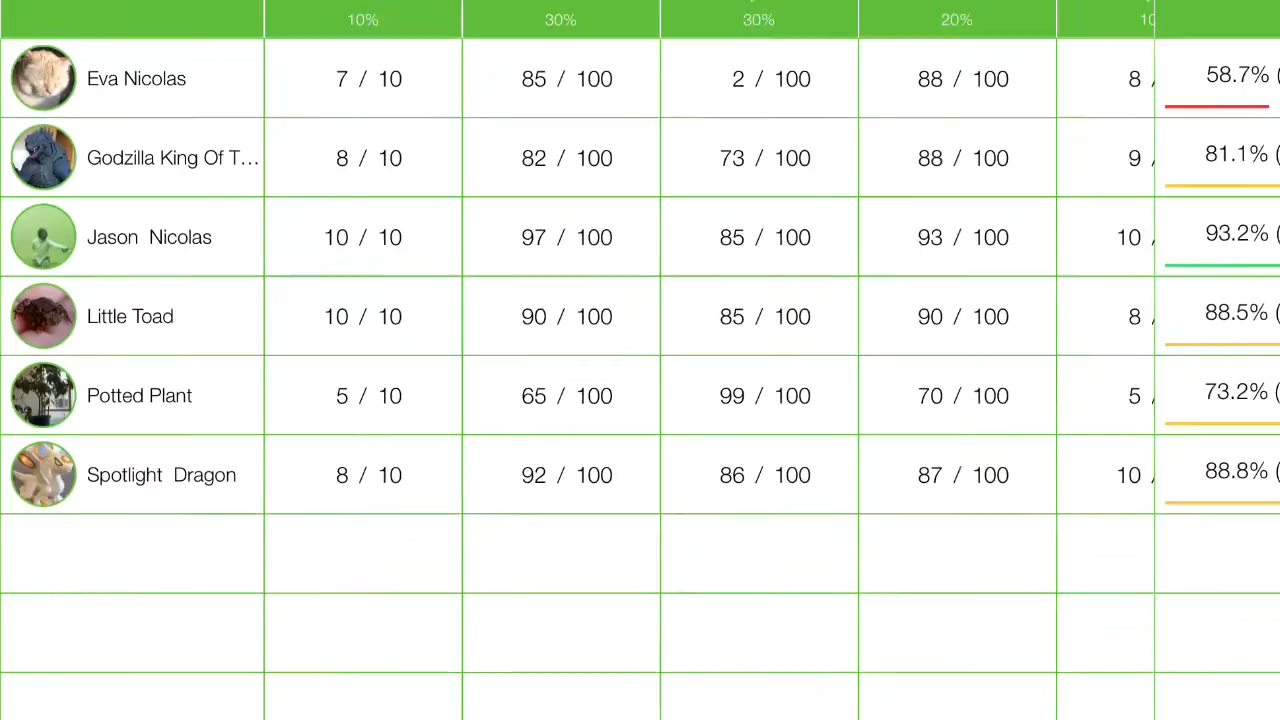 10% 30% 30% 20% 10
Eva Nicolas 7 / 10 85 / 100 2 / 100 88 / 100 8 / 58.7% (
Godzilla King Of T... 8 / 10 82 / 100 73 / 100 88 / 100 9 / 81.1% (
Jason Nicolas 10 / 10 97 / 100 85 / 100 93 / 100 10 / 93.2% (
Little Toad 10 / 10 90 / 100 85 / 100 90 / 100 8 / 88.5% (
Potted Plant 5 / 10 65 / 100 99 / 100 70 / 100 5 / 73.2% (
Spotlight Dragon 8 / 10 92 / 100 86 / 100 87 / 100 10 / 88.8% (